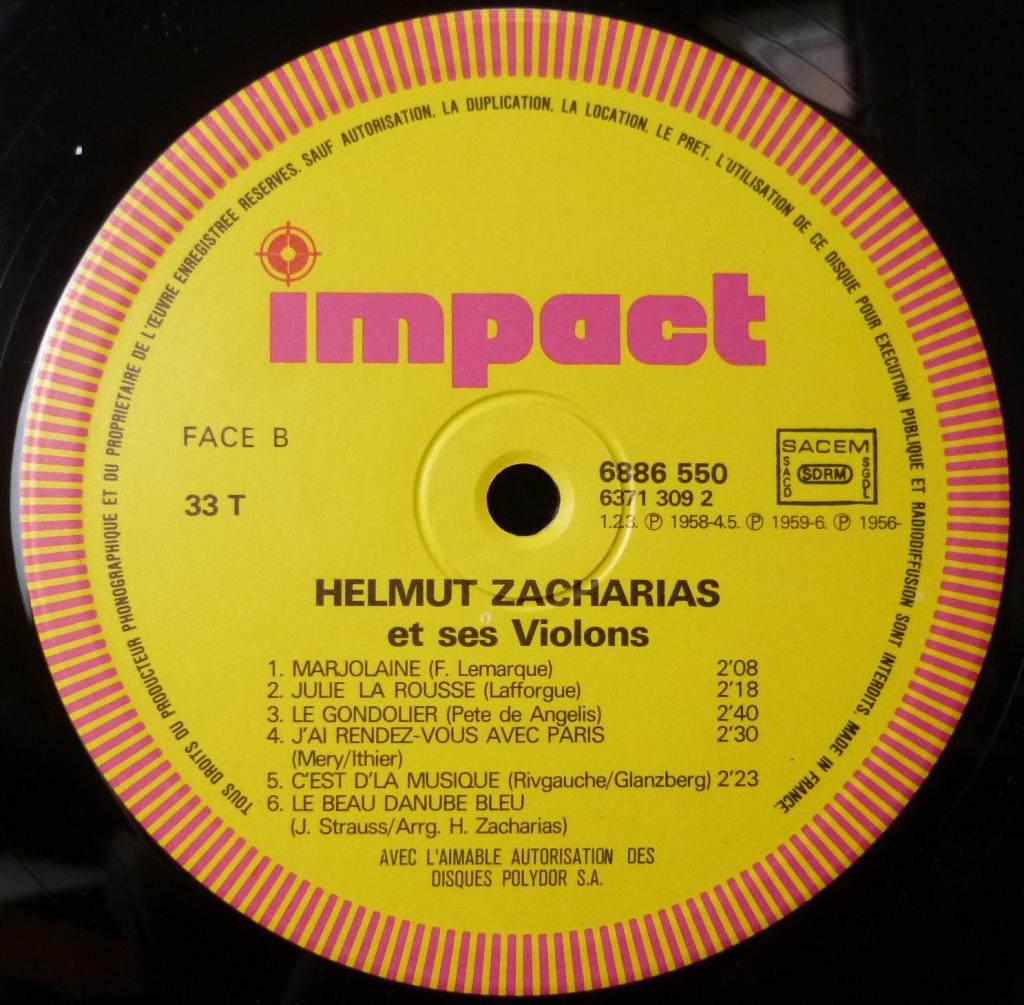 TOUS DROITS DU PRODUCTEUR PHONOGRAPHIQUE ET DU PROPRIETAIRE DE L'ŒUVRE ENREGISTREE RESERVES. SAUF AUTORISATION, LA DUPLICATION, LA LOCATION, LE PRET, L'UTILISATION DE CE DISQUE POUR EXECUTION PUBLIQUE ET RADIODIFFUSION SONT INTERDITS. MADE IN FRANCE.
impact
FACE B
33 T
6886 550
6371 309 2
1.2.3. ℗ 1958-4.5. ℗ 1959-6. ℗ 1956-
SACEM
SACD
SDRM
SGDL
HELMUT ZACHARIAS
et ses Violons
1. MARJOLAINE (F. Lemarque) 2'08
2. JULIE LA ROUSSE (Lafforgue) 2'18
3. LE GONDOLIER (Pete de Angelis) 2'40
4. J'AI RENDEZ-VOUS AVEC PARIS 2'30
(Mery/Ithier)
5. C'EST D'LA MUSIQUE (Rivgauche/Glanzberg) 2'23
6. LE BEAU DANUBE BLEU
(J. Strauss/Arrg. H. Zacharias)
AVEC L'AIMABLE AUTORISATION DES
DISQUES POLYDOR S.A.